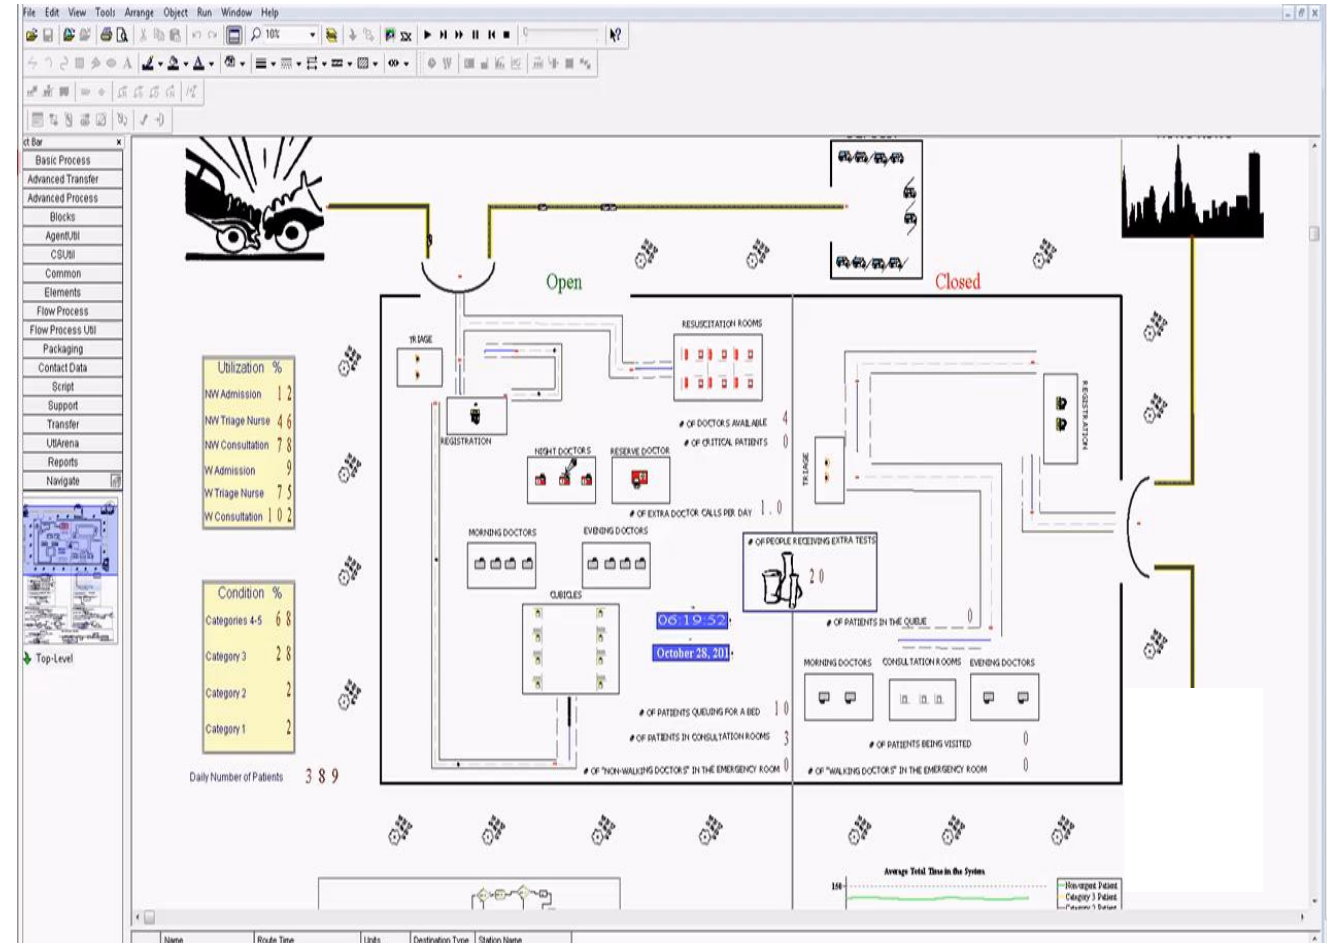 File Edit View Tools Arrange Object Run Window Help
10%
ct Bar
Basic Process
Advanced Transfer
Advanced Process
Blocks
AgentUtil
CSUtil
Common
Elements
Flow Process
Flow Process Util
Packaging
Contact Data
Script
Support
Transfer
UtlArena
Reports
Navigate
Top-Level
Open
Closed
TRIAGE
RESUSCITATION ROOMS
REGISTRATION
# OF DOCTORS AVAILABLE 4
# OF CRITICAL PATIENTS 0
NIGHT DOCTORS
RESERVE DOCTOR
# OF EXTRA DOCTOR CALLS PER DAY 1.0
MORNING DOCTORS
EVENING DOCTORS
CUBICLES
REGISTRATION
TRIAGE
# OF PEOPLE RECEIVING EXTRA TESTS
20
06:19:52
October 28, 201
# OF PATIENTS IN THE QUEUE 0
MORNING DOCTORS
CONSULTATION ROOMS
EVENING DOCTORS
# OF PATIENTS QUEUING FOR A BED 10
# OF PATIENTS IN CONSULTATION ROOMS 3
# OF "NON-WALKING DOCTORS" IN THE EMERGENCY ROOM 0
# OF PATIENTS BEING VISITED 0
# OF "WALKING DOCTORS" IN THE EMERGENCY ROOM 0
Utilization %
NW Admission 12
NW Triage Nurse 46
NW Consultation 78
W Admission 9
W Triage Nurse 75
W Consultation 102
Condition %
Categories 4-5 68
Category 3 28
Category 2 2
Category 1 2
Daily Number of Patients 389
Average Total Time in the System
150
Non-urgent Patient
Category 3 Patient
Category 2 Patient
Name Route Time Units Destination Type Station Name